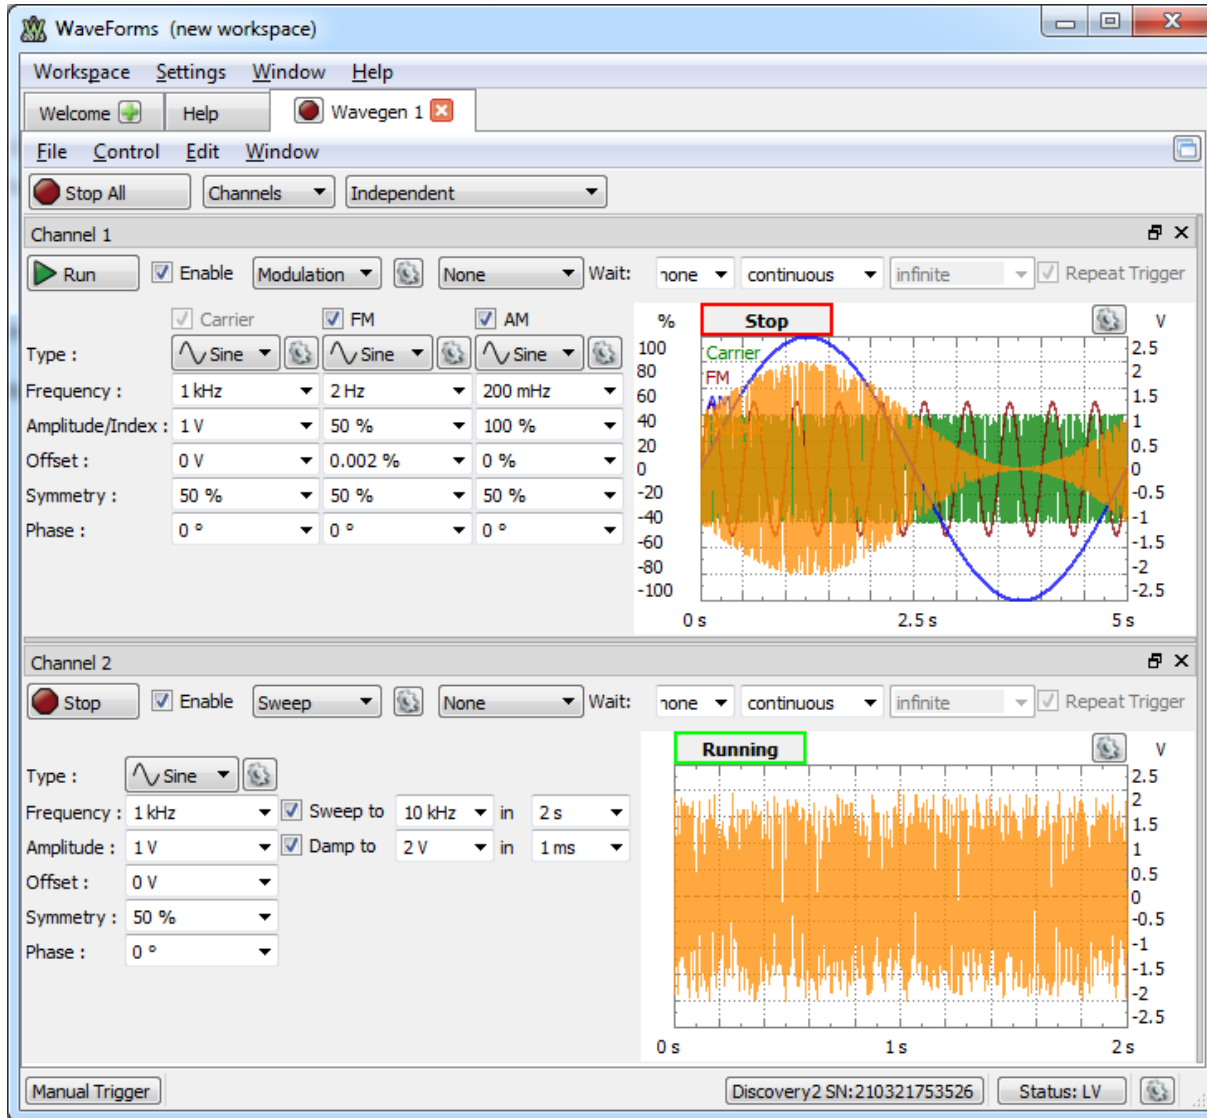 WaveForms (new workspace)
Workspace Settings Window Help
Welcome Help Wavegen 1
File Control Edit Window
Stop All Channels Independent
Channel 1
Run Enable Modulation None Wait: none continuous infinite Repeat Trigger
Carrier FM AM
Type : Sine Sine Sine
Frequency : 1 kHz 2 Hz 200 mHz
Amplitude/Index : 1 V 50 % 100 %
Offset : 0 V 0.002 % 0 %
Symmetry : 50 % 50 % 50 %
Phase : 0 ° 0 ° 0 °
% Stop V
Carrier
FM
AM
100
80
60
40
20
0
-20
-40
-60
-80
-100
2.5
2
1.5
1
0.5
0
-0.5
-1
-1.5
-2
-2.5
0 s 2.5 s 5 s
Channel 2
Stop Enable Sweep None Wait: none continuous infinite Repeat Trigger
Type : Sine
Frequency : 1 kHz Sweep to 10 kHz in 2 s
Amplitude : 1 V Damp to 2 V in 1 ms
Offset : 0 V
Symmetry : 50 %
Phase : 0 °
Running V
2.5
2
1.5
1
0.5
0
-0.5
-1
-1.5
-2
-2.5
0 s 1 s 2 s
Manual Trigger Discovery2 SN:210321753526 Status: LV